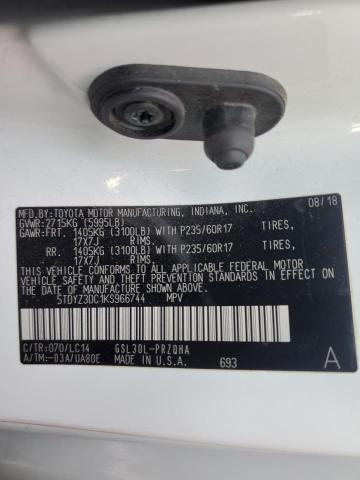 MFD.BY:TOYOTA MOTOR MANUFACTURING, INDIANA, INC. 08/18
GVWR:2715KG (5995LB)
GAWR:FRT. 1405KG (3100LB) WITH P235/60R17 TIRES,
17X7J RIMS.
RR. 1405KG (3100LB) WITH P235/60R17 TIRES,
17X7J RIMS.
THIS VEHICLE CONFORMS TO ALL APPLICABLE FEDERAL MOTOR
VEHICLE SAFETY AND THEFT PREVENTION STANDARDS IN
EFFECT ON THE DATE OF MANUFACTURE SHOWN ABOVE.
5TDYZ3DC1KS966744 MPV
C/TR:070/LC14 GSL30L-PRZQHA A
A/TM:-03A/UA80E MADE IN U.S.A. 693